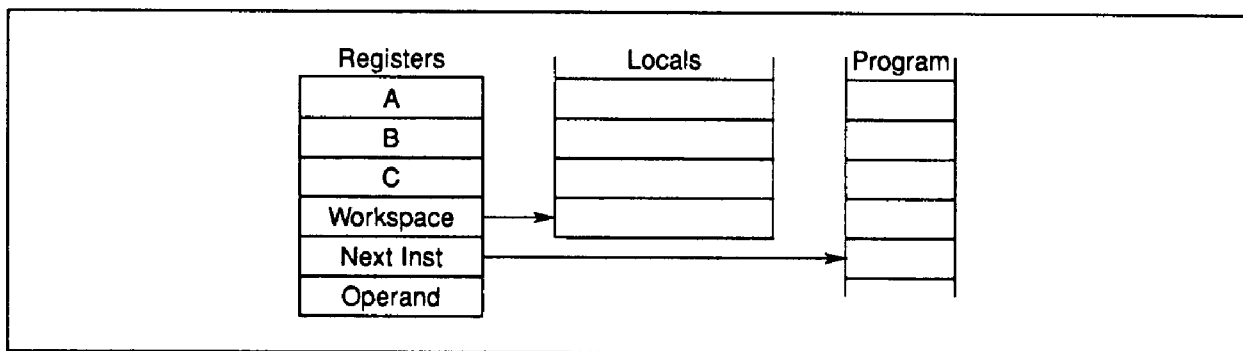 Registers
Locals
Program
A
B
C
Workspace
Next Inst
Operand